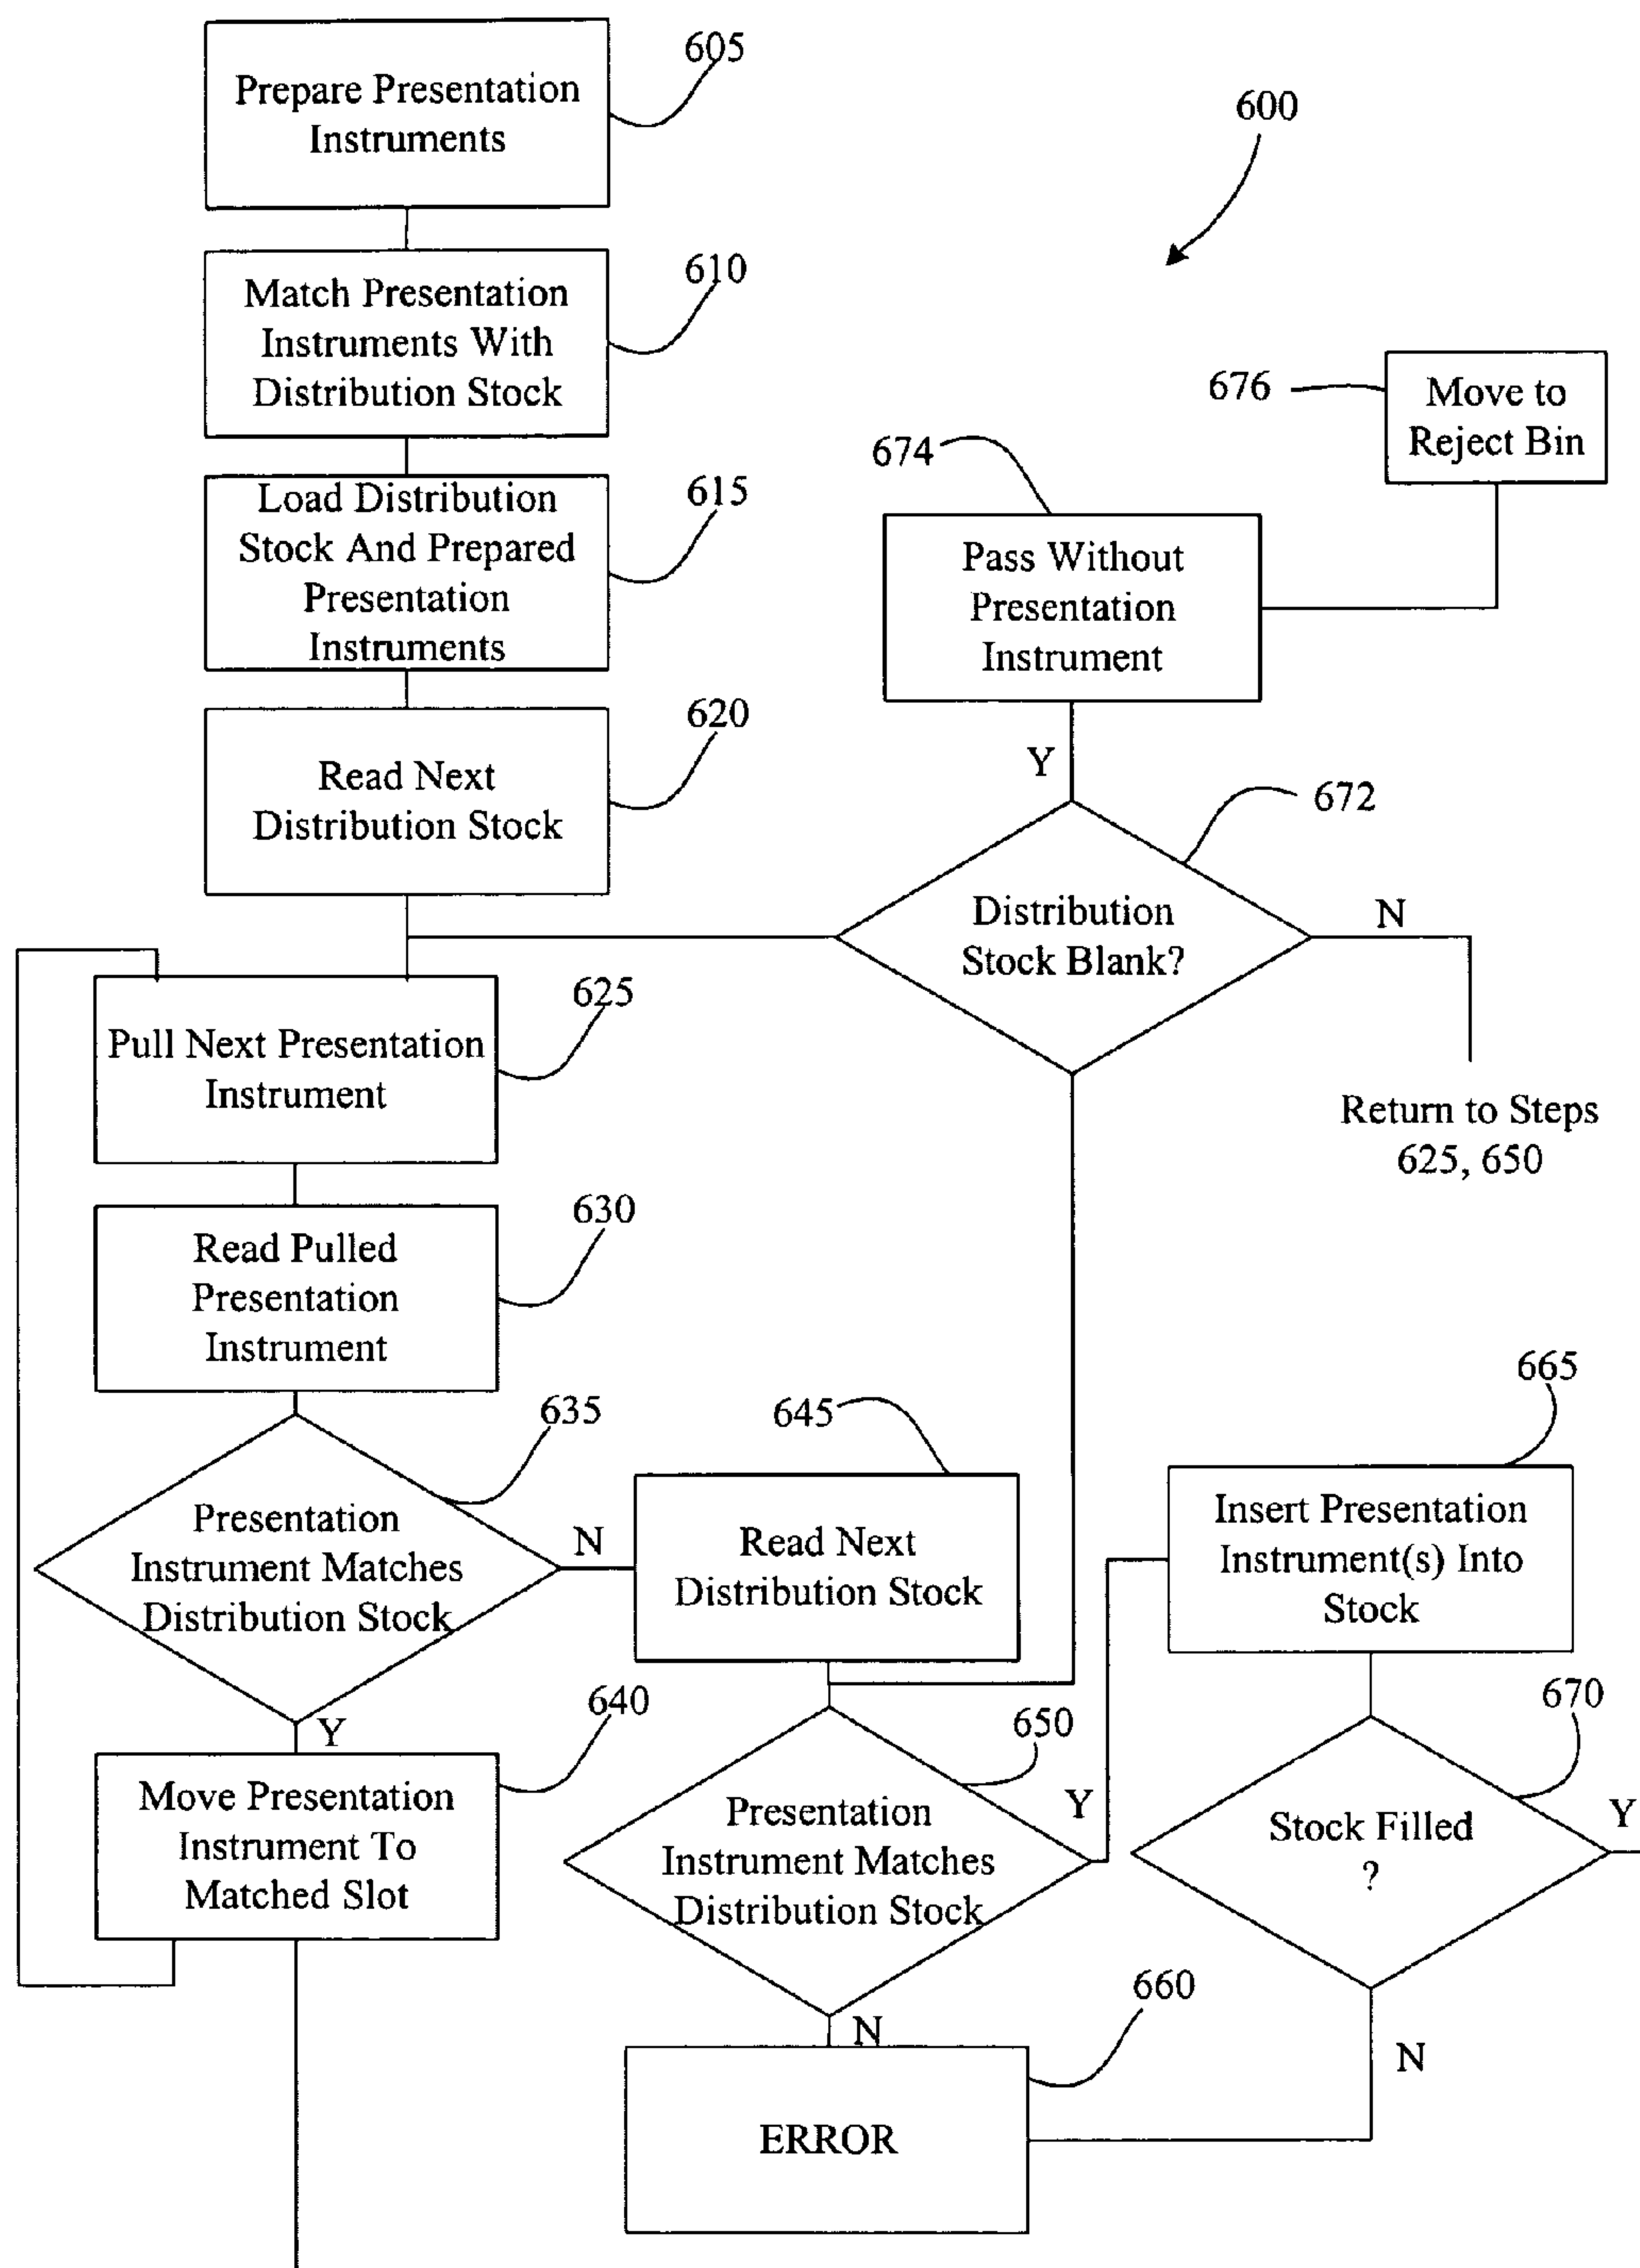 605
Prepare Presentation
Instruments
600
610
Match Presentation
Instruments With
Distribution Stock
676
Move to
Reject Bin
674
615
Load Distribution
Stock And Prepared
Presentation
Instruments
Pass Without
Presentation
Instrument
620
Read Next
Distribution Stock
Y
672
Distribution
Stock Blank?
N
625
Pull Next Presentation
Instrument
Return to Steps
625, 650
630
Read Pulled
Presentation
Instrument
635
Presentation
Instrument Matches
Distribution Stock
N
645
Read Next
Distribution Stock
665
Insert Presentation
Instrument(s) Into
Stock
Y
640
Move Presentation
Instrument To
Matched Slot
650
Presentation
Instrument Matches
Distribution Stock
Y
670
Stock Filled
?
Y
N
660
ERROR
N